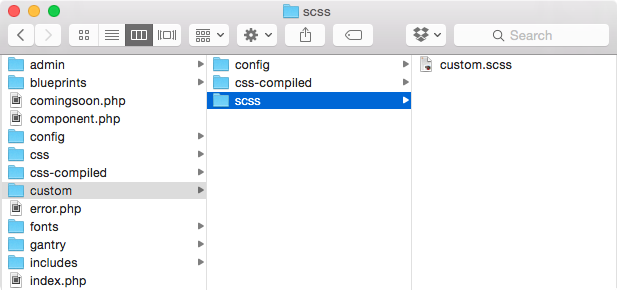 scss
Search
admin
blueprints
comingsoon.php
component.php
config
css
css-compiled
custom
error.php
fonts
gantry
includes
index.php
config
css-compiled
scss
custom.scss